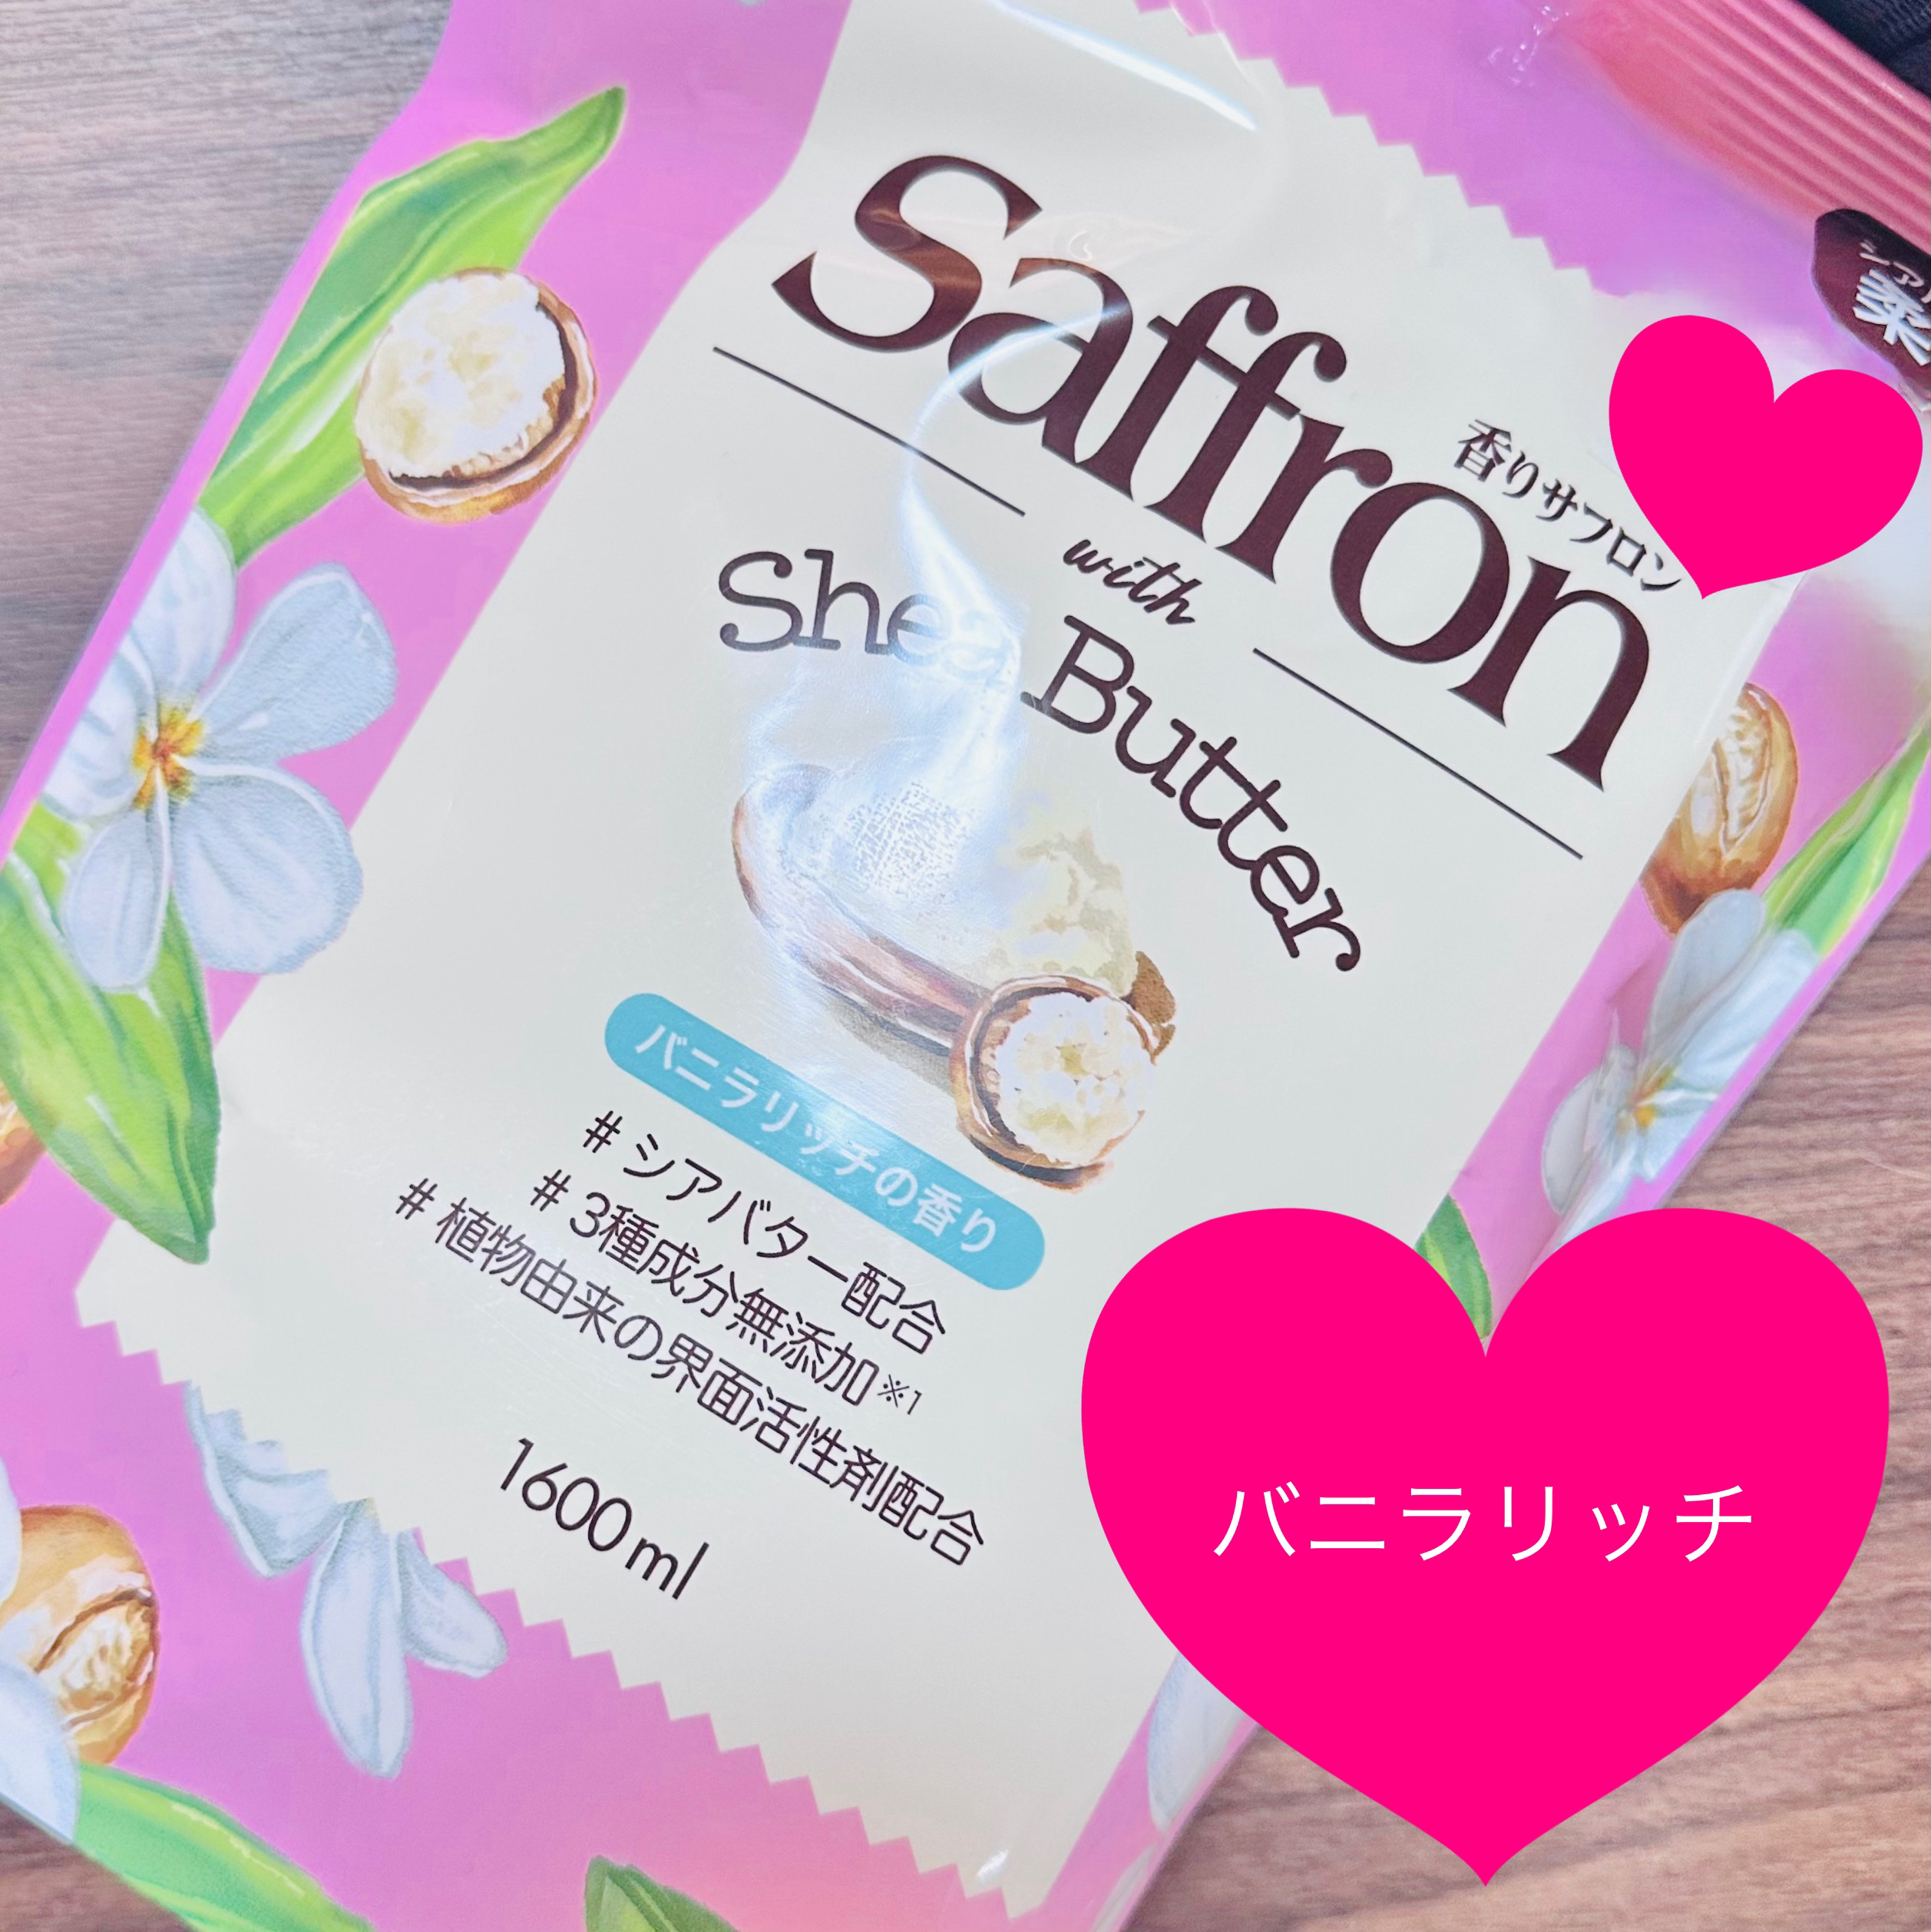 saffron
香りサフロン
with
Shea Butter
バニラリッチの香り
# シアバター配合
# 3種成分無添加※1
# 植物由来の界面活性剤配合
1600ml
バニラリッチ